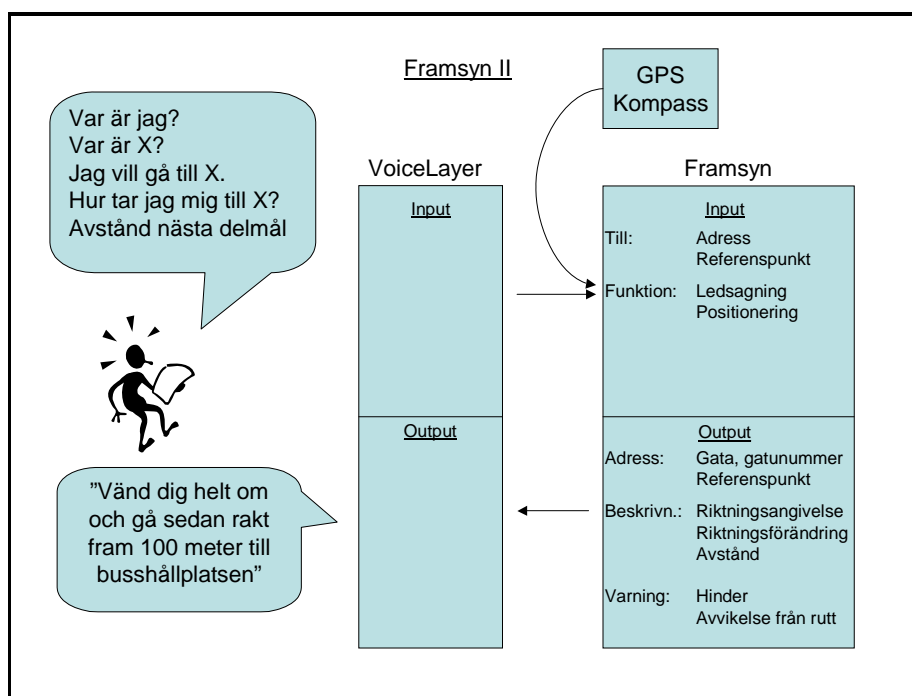 Framsyn II
GPS
Kompass
Var är jag?
Var är X?
Jag vill gå till X.
Hur tar jag mig till X?
Avstånd nästa delmål
VoiceLayer
Input
Output
Framsyn
Input
Till: Adress
Referenspunkt
Funktion: Ledsagning
Positionering
Output
Adress: Gata, gatunummer
Referenspunkt
Beskrivn.: Riktningsangivelse
Riktningsförändring
Avstånd
Varning: Hinder
Avvikelse från rutt
”Vänd dig helt om
och gå sedan rakt
fram 100 meter till
busshållplatsen”